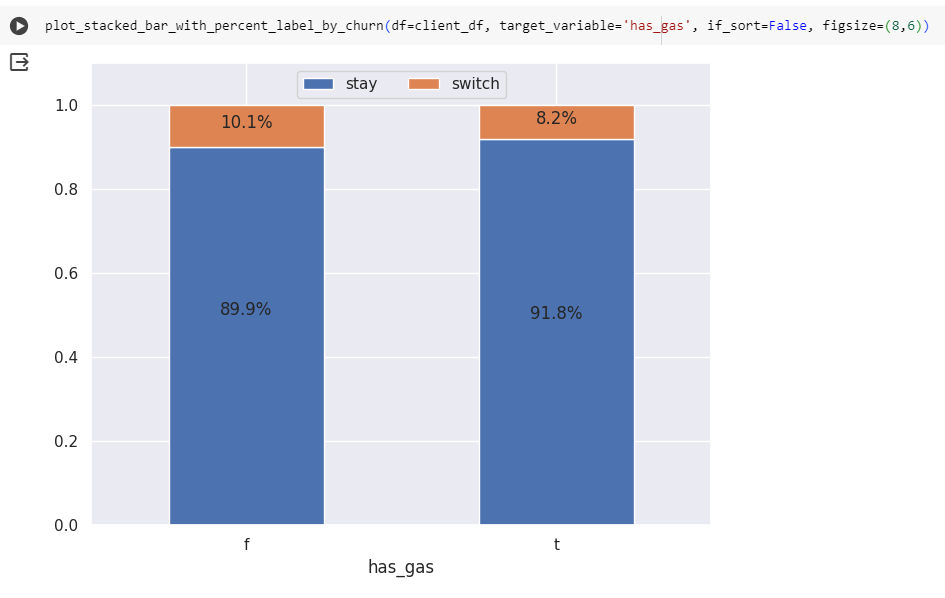 plot_stacked_bar_with_percent_label_by_churn(df=client_df, target_variable='has_gas', if_sort=False, figsize=(8,6))
stay switch
1.0
10.1% 8.2%
0.8
0.6
89.9% 91.8%
0.4
0.2
0.0
f t
has_gas